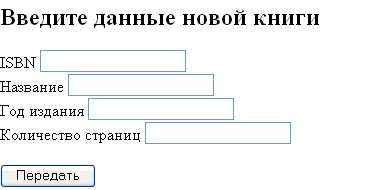 Введите данные новой книги
ISBN
Название
Год издания
Количество страниц
Передать